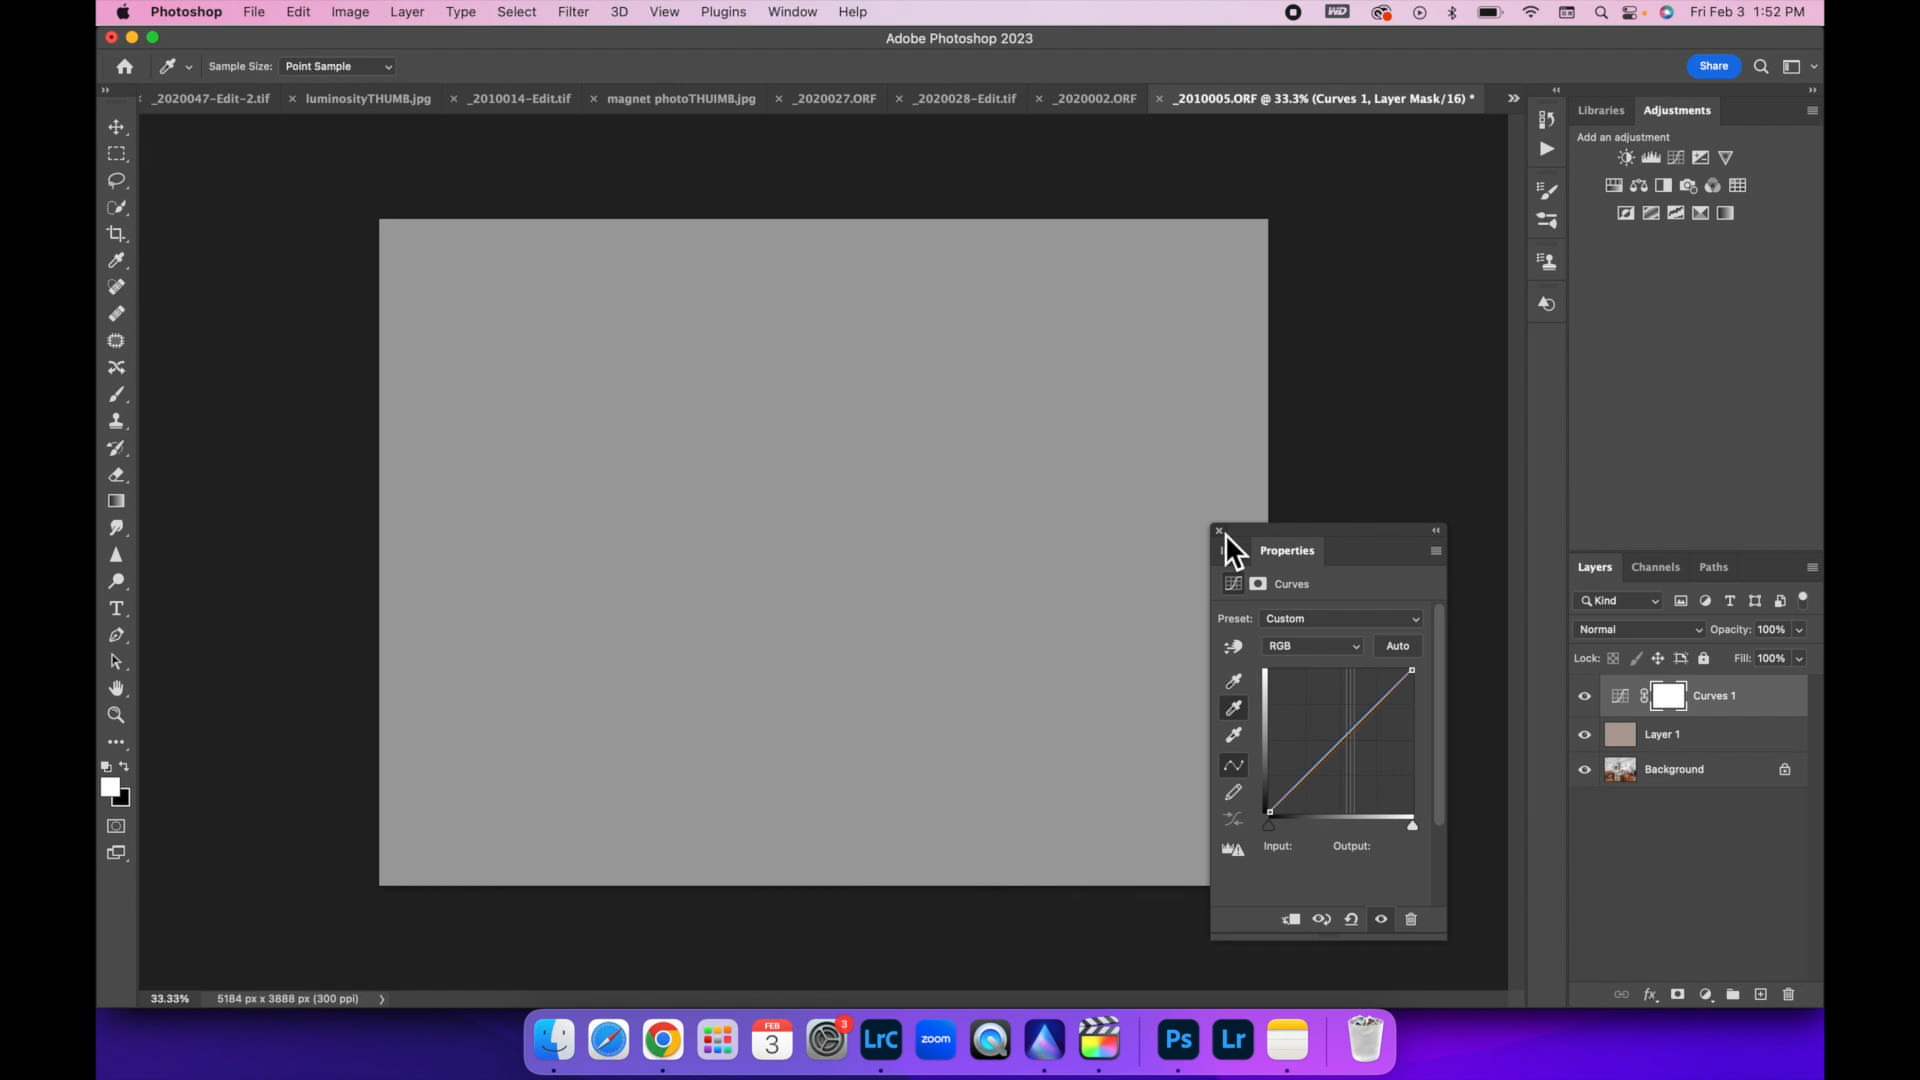 Photoshop File Edit Image Layer Type Select Filter 3D View Plugins Window Help
WD
Fri Feb 3 1:52 PM
Adobe Photoshop 2023
Sample Size: Point Sample
Share
_2020047-Edit-2.tif
luminosityTHUMB.jpg
_2010014-Edit.tif
magnet photoTHUIMB.jpg
_2020027.ORF
_2020028-Edit.tif
_2020002.ORF
_2010005.ORF @ 33.3% (Curves 1, Layer Mask/16) *
Libraries Adjustments
Add an adjustment
Properties
Curves
Preset: Custom
RGB Auto
Input: Output:
Layers Channels Paths
Kind
Normal Opacity: 100%
Lock: Fill: 100%
Curves 1
Layer 1
Background
fx
33.33% 5184 px x 3888 px (300 ppi)
FEB
3
3
LrC
zoom
Ps
Lr